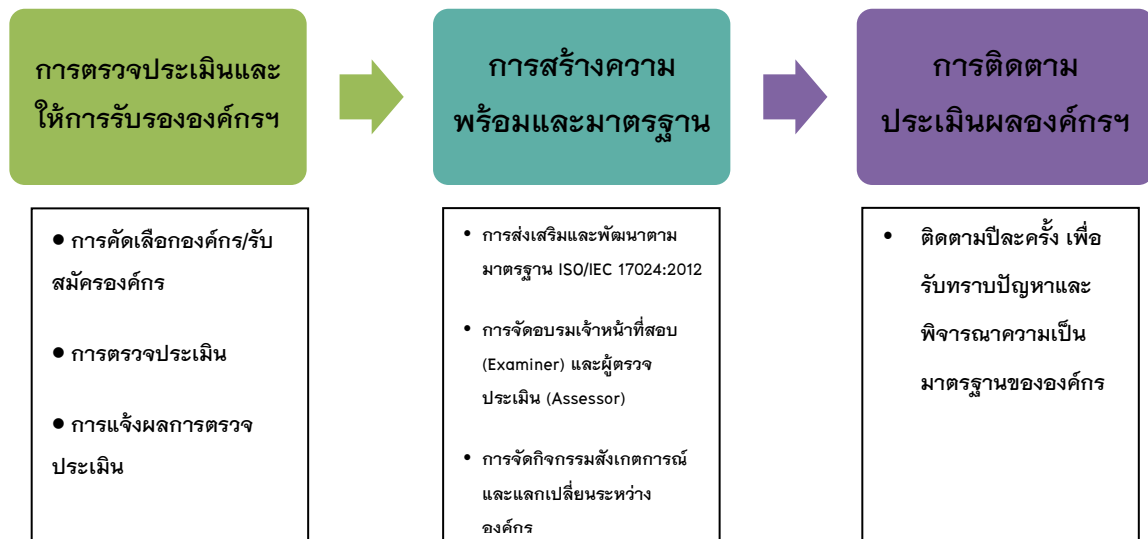 การตรวจประเมินและ
ให้การรับรององค์กรฯ
การสร้างความ
พร้อมและมาตรฐาน
การติดตาม
ประเมินผลองค์กรฯ
● การคัดเลือกองค์กร/รับ
สมัครองค์กร
● การตรวจประเมิน
● การแจ้งผลการตรวจ
ประเมิน
• การส่งเสริมและพัฒนาตาม
มาตรฐาน ISO/IEC 17024:2012
• การจัดอบรมเจ้าหน้าที่สอบ
(Examiner) และผู้ตรวจ
ประเมิน (Assessor)
• การจัดกิจกรรมสังเกตการณ์
และแลกเปลี่ยนระหว่าง
องค์กร
• ติดตามปีละครั้ง เพื่อ
รับทราบปัญหาและ
พิจารณาความเป็น
มาตรฐานขององค์กร